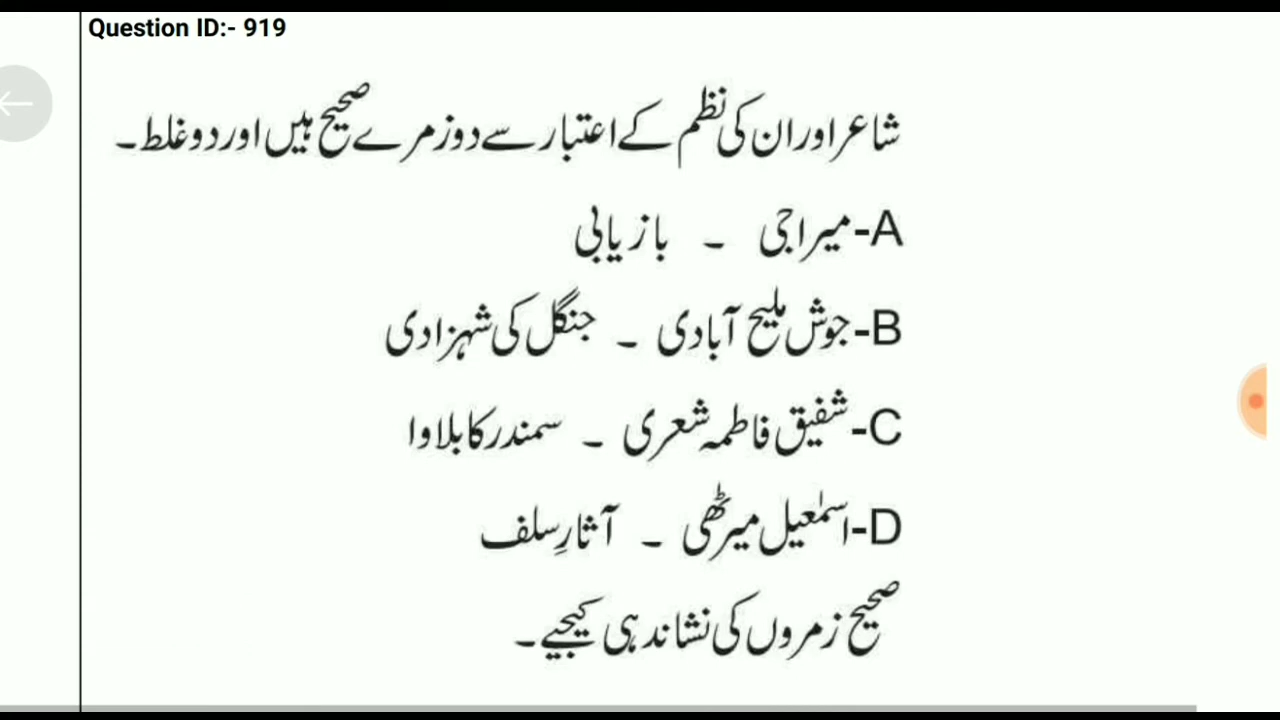 Question ID:- 919
شاعر اور ان کی نظم کے اعتبار سے دو زمرے صحیح ہیں اور دو غلط۔
A-میراجی ۔ بازیابی
B-جوش ملیح آبادی ۔ جنگل کی شہزادی
C-شفیق فاطمہ شعری ۔ سمندر کا بلاوا
D-اسمٰعیل میرٹھی ۔ آثارِ سلف
صحیح زمروں کی نشاندہی کیجیے۔